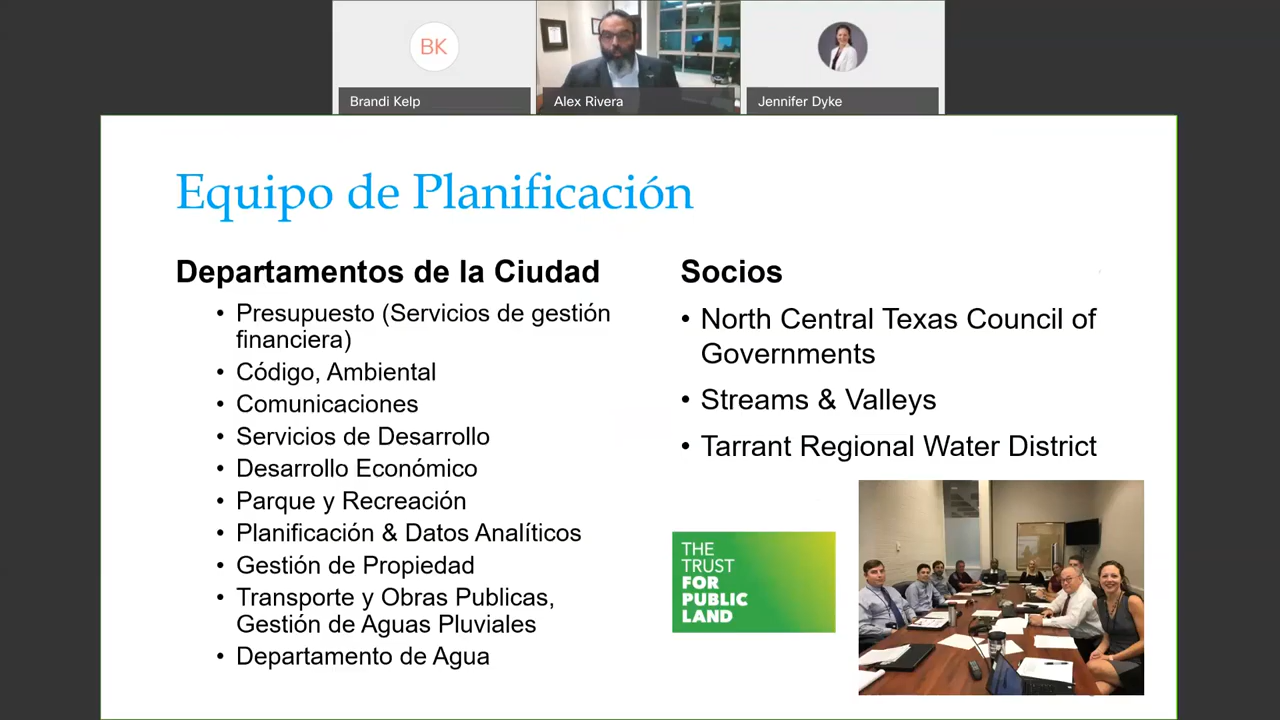 BK
Brandi Kelp
Alex Rivera
Jennifer Dyke
Equipo de Planificación
Departamentos de la Ciudad
• Presupuesto (Servicios de gestión
financiera)
• Código, Ambiental
• Comunicaciones
• Servicios de Desarrollo
• Desarrollo Económico
• Parque y Recreación
• Planificación & Datos Analíticos
• Gestión de Propiedad
• Transporte y Obras Publicas,
Gestión de Aguas Pluviales
• Departamento de Agua
Socios
• North Central Texas Council of
Governments
• Streams & Valleys
• Tarrant Regional Water District
THE
TRUST
FOR
PUBLIC
LAND